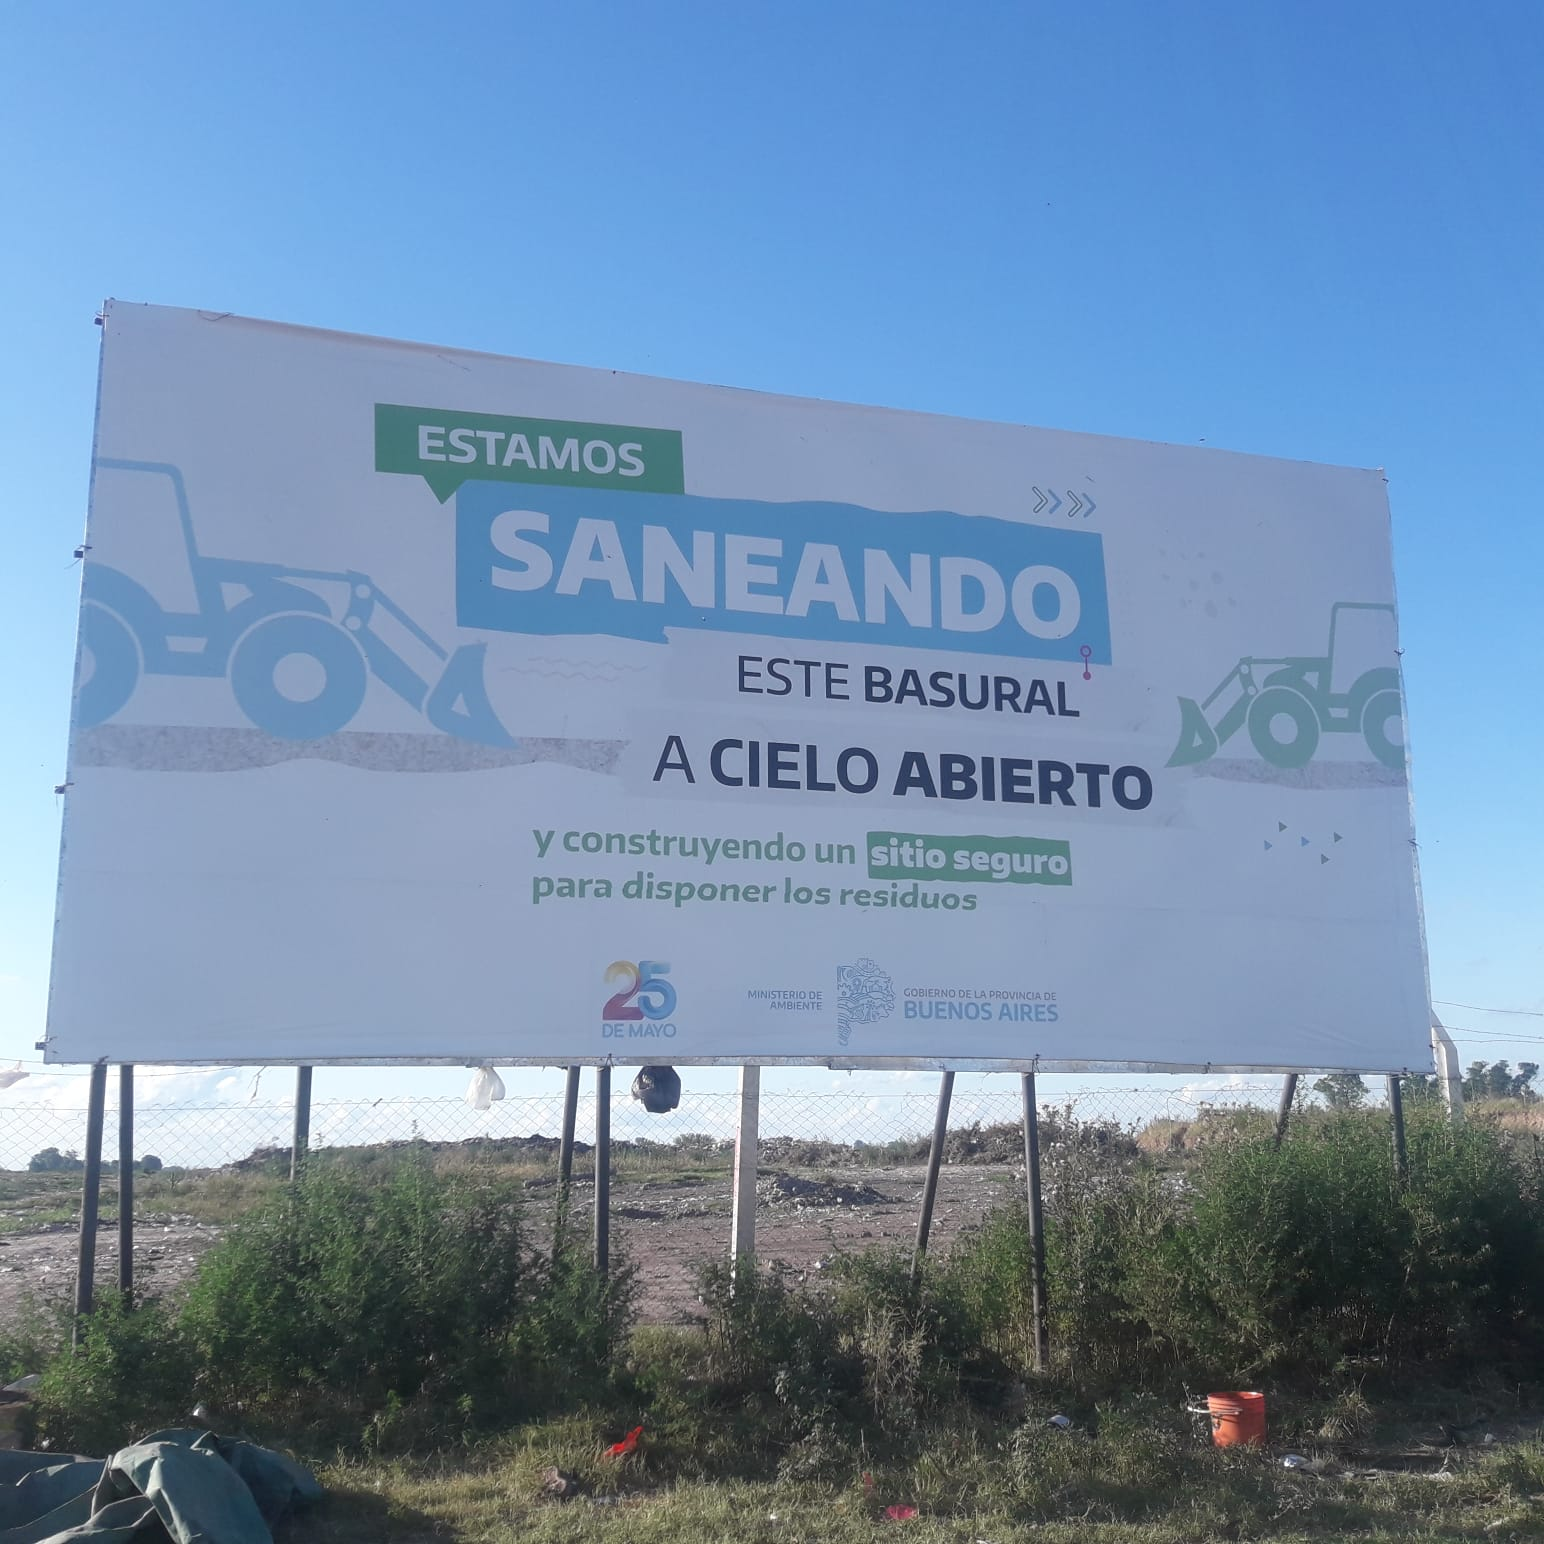 ESTAMOS
SANEANDO
ESTE BASURAL
A CIELO ABIERTO
y construyendo un sitio seguro
para disponer los residuos
25
DE MAYO
MINISTERIO DE
AMBIENTE
GOBIERNO DE LA PROVINCIA DE
BUENOS AIRES